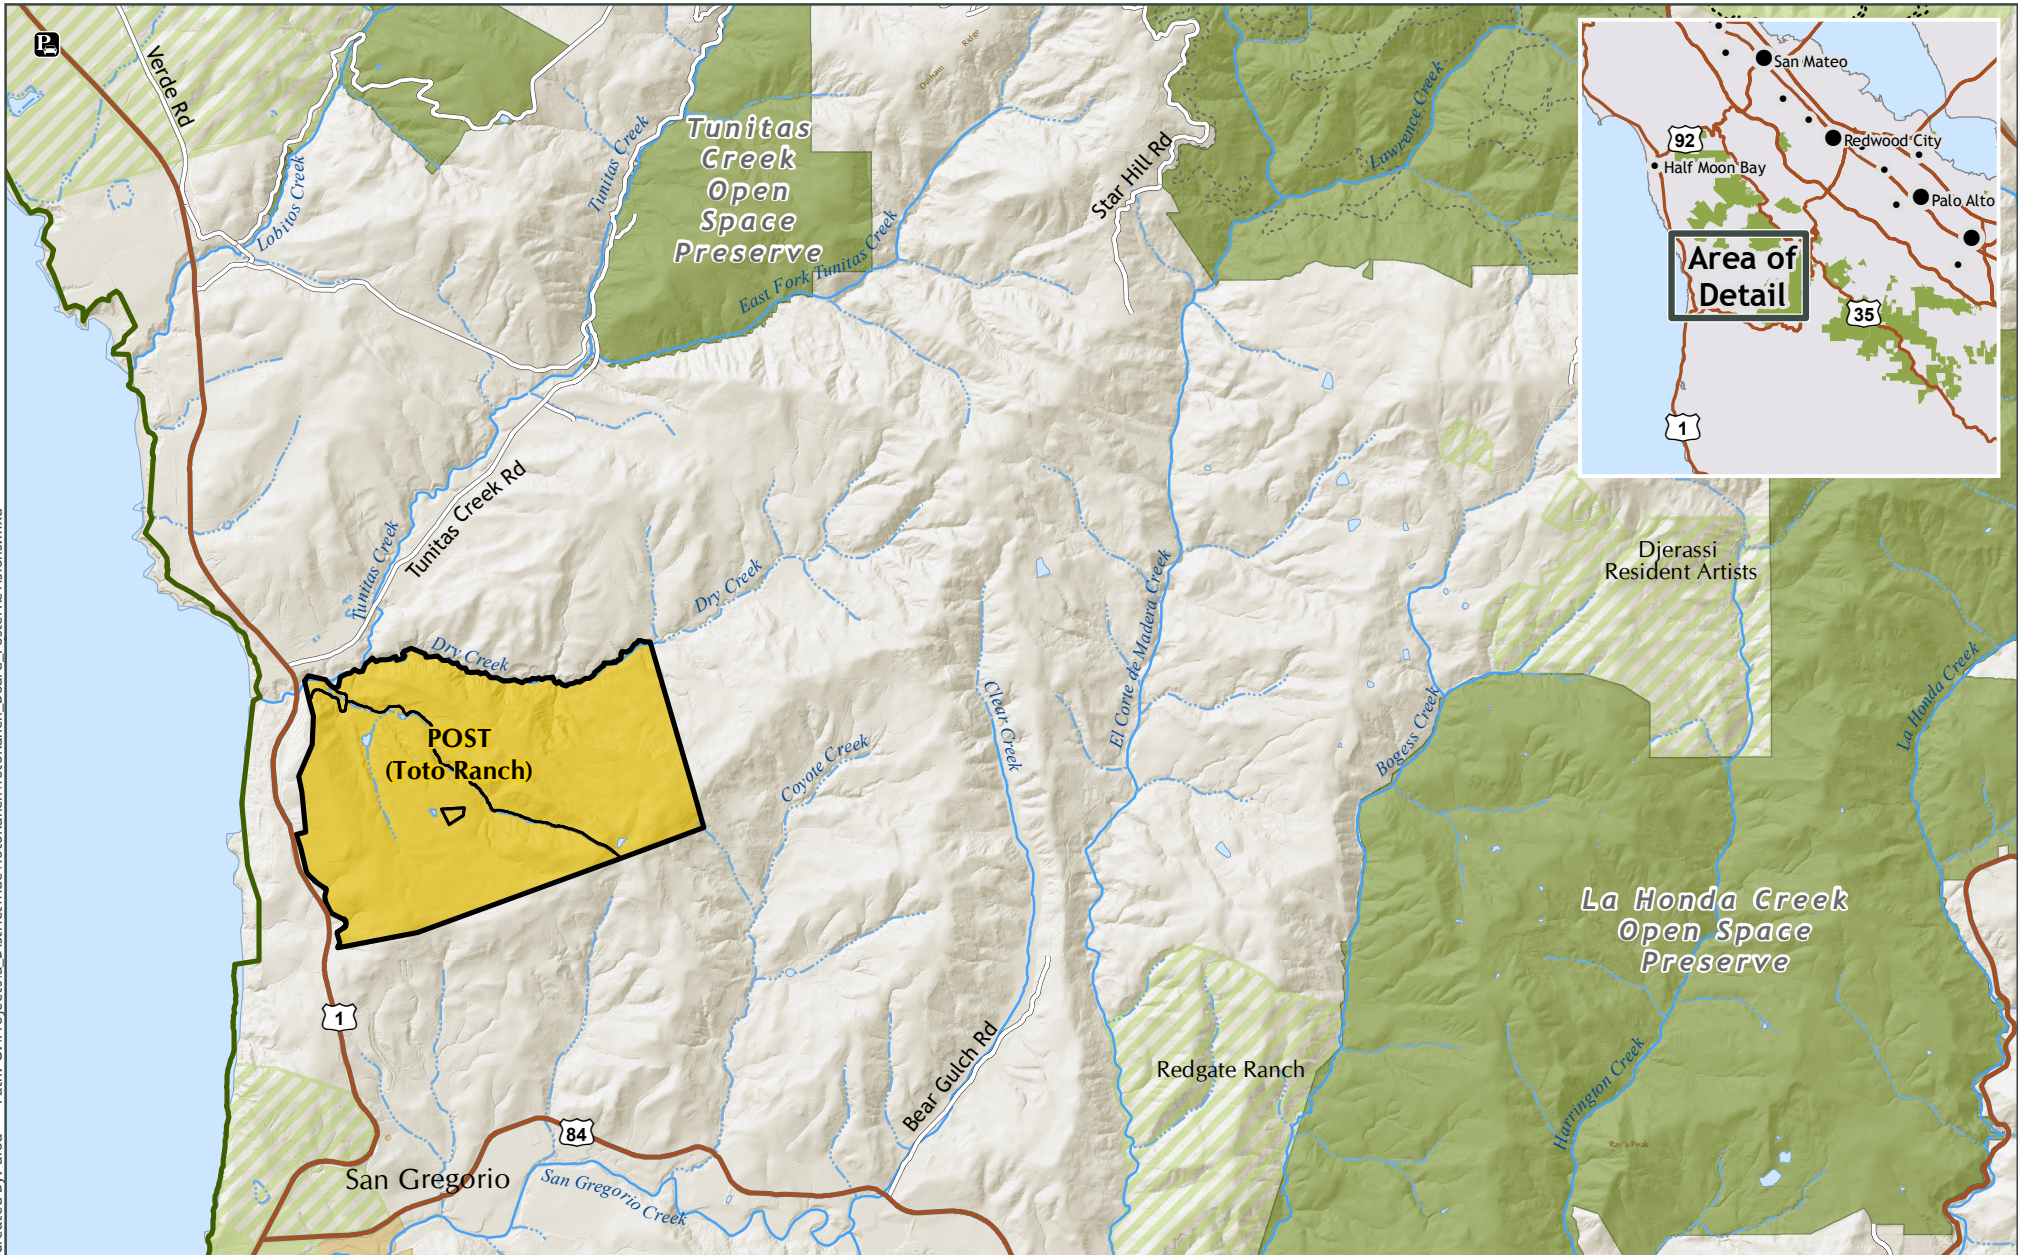 P
Verde Rd
Lobitos Creek
Tunitas Creek
Tunitas
Creek
Open
Space
Preserve
East Fork Tunitas Creek
Durham
Ridge
Star Hill Rd
Lawrence Creek
San Mateo
92
Redwood City
Half Moon Bay
Palo Alto
Area of
Detail
35
1
Tunitas Creek
Tunitas Creek Rd
Dry Creek
Dry Creek
El Corte de Madera Creek
Djerassi
Resident Artists
La Honda Creek
POST
(Toto Ranch)
Coyote Creek
Clear Creek
Bogess Creek
La Honda Creek
Open Space
Preserve
1
Bear Gulch Rd
Redgate Ranch
Harrington Creek
Ray's Peak
84
San Gregorio
San Gregorio Creek